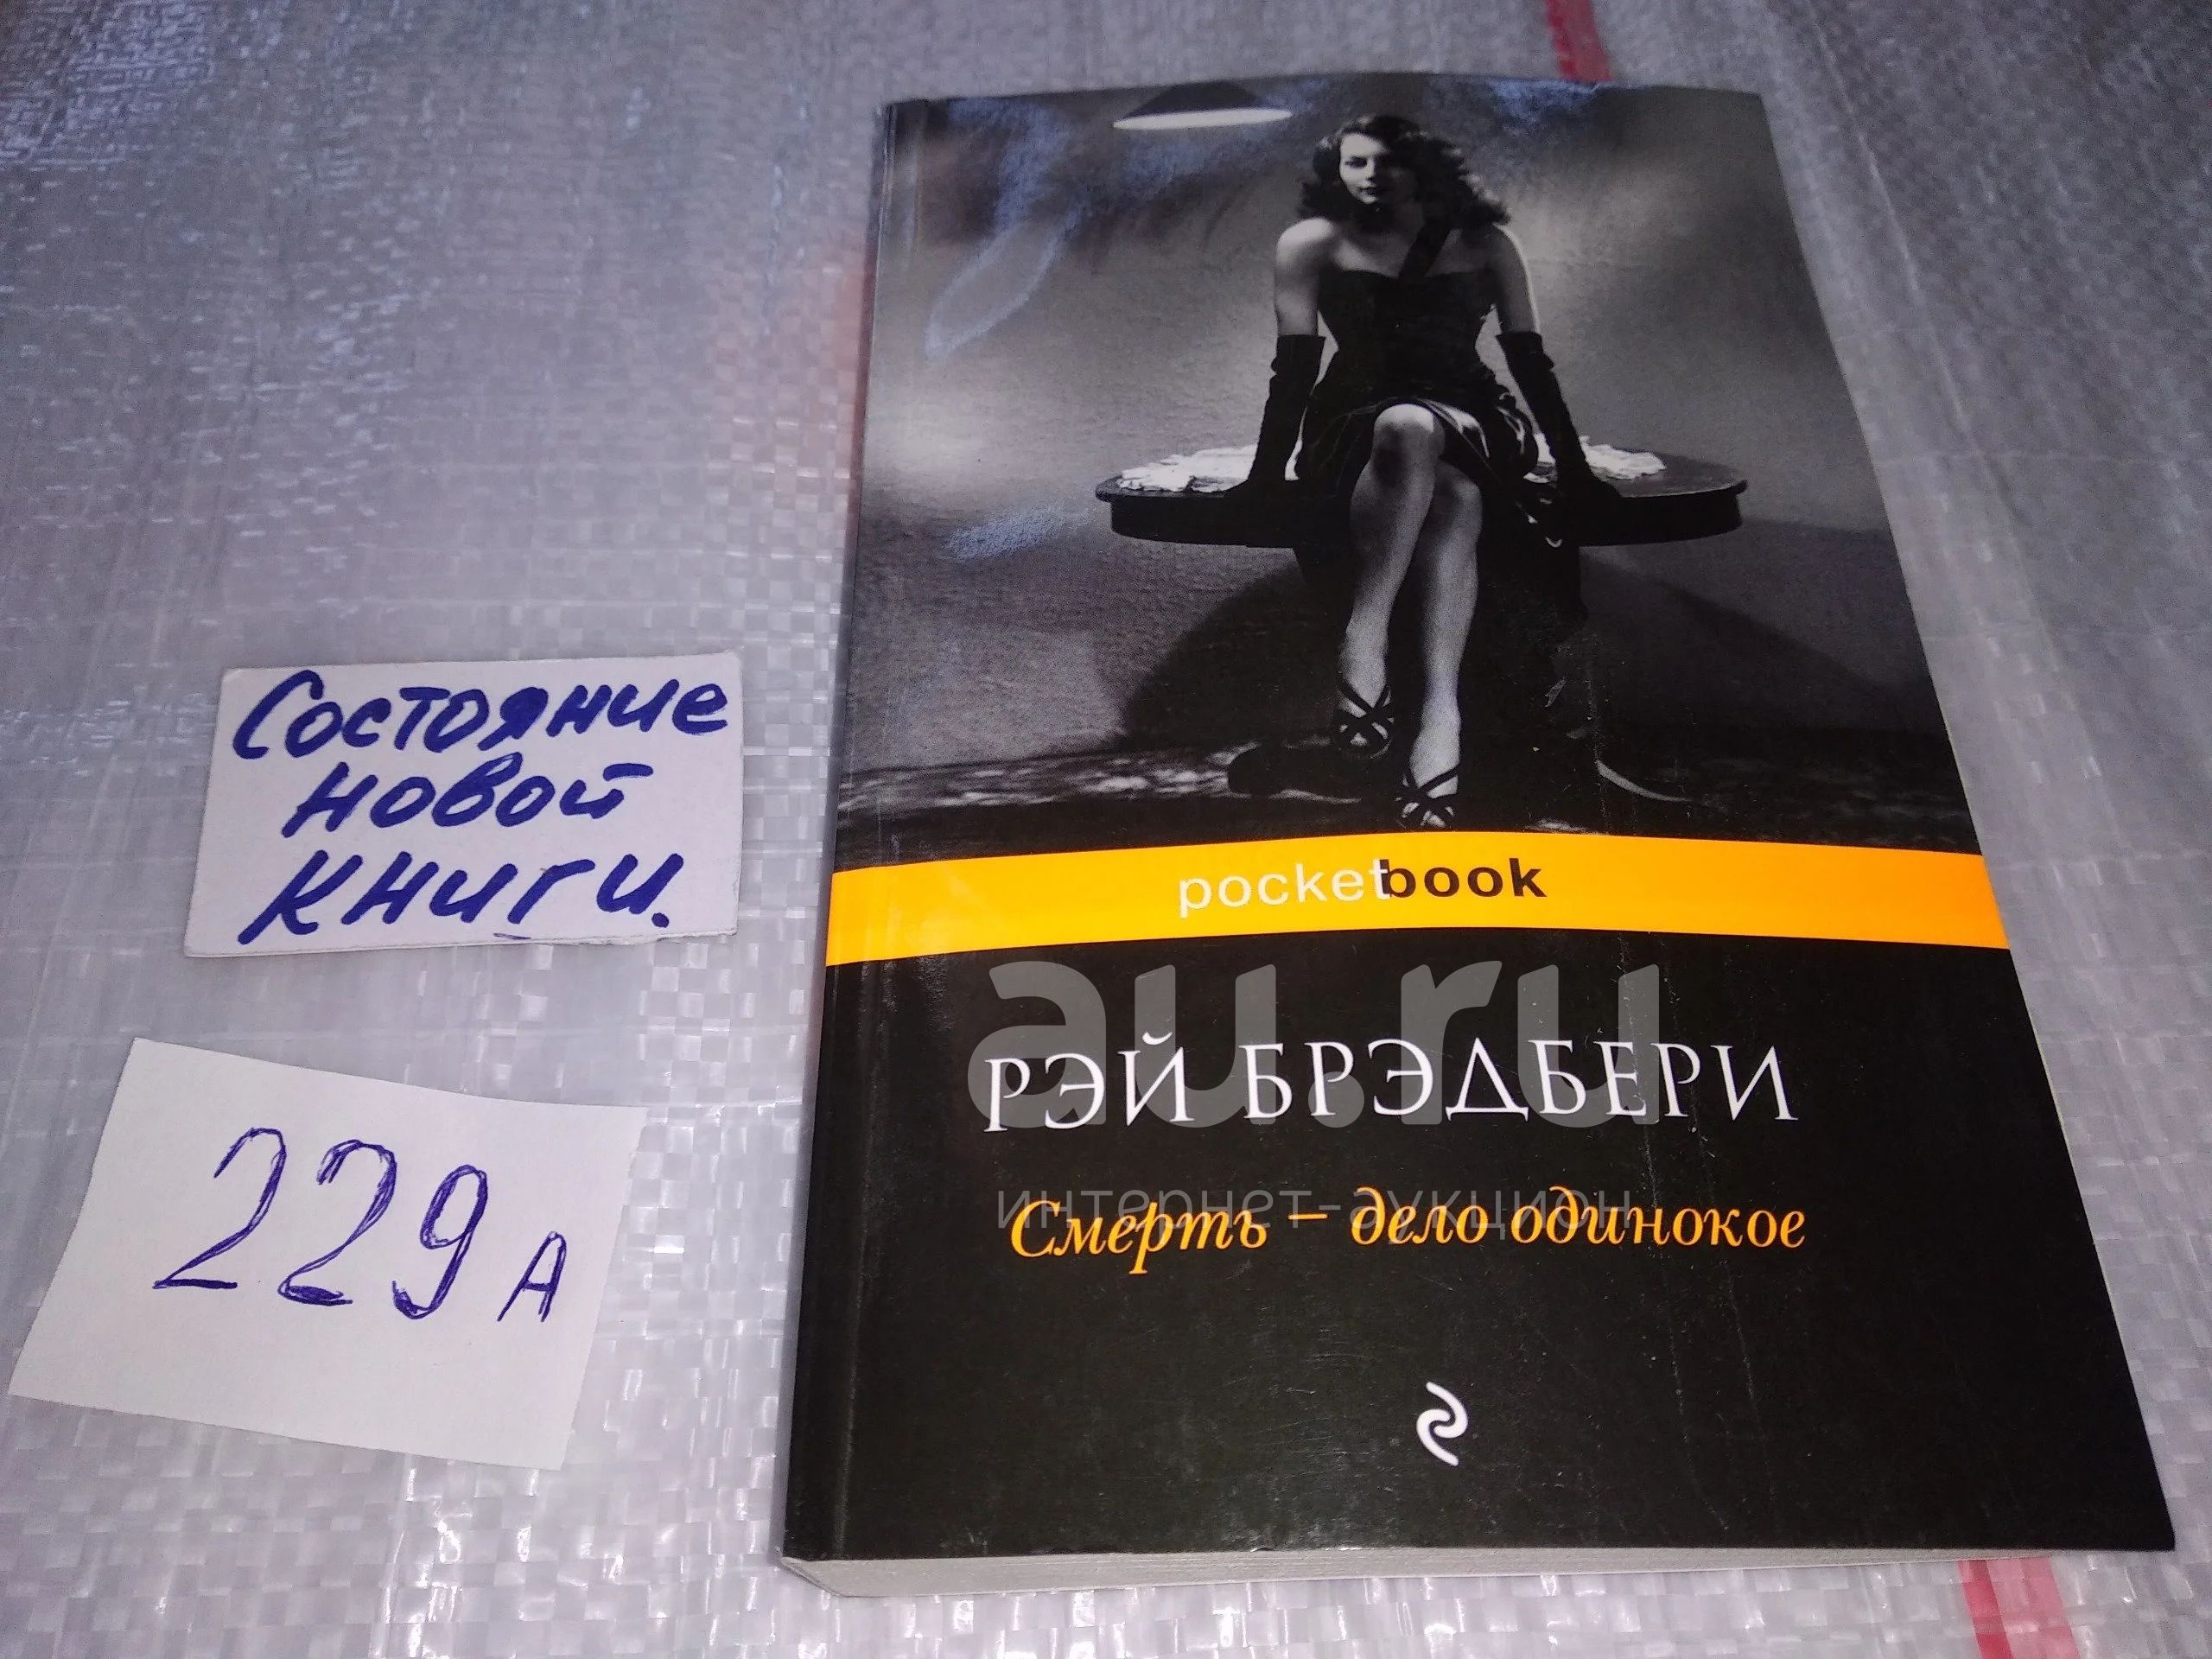 Состояние
новой
книги.
229 А
pocketbook
au.ru
РЭЙ БРЭДБЕРИ
интернет-аукцион
Смерть – дело одинокое